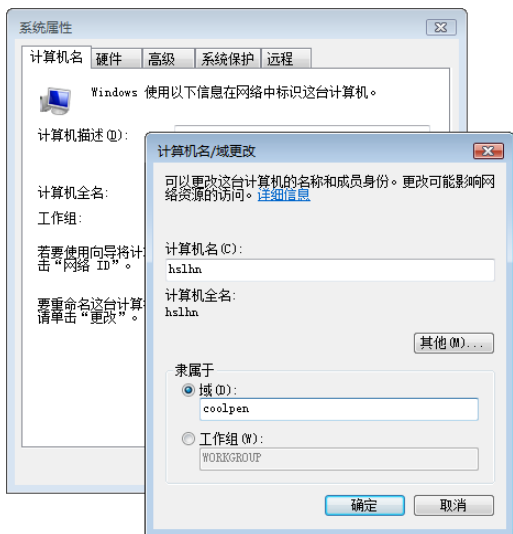 系统属性
计算机名 硬件 高级 系统保护 远程
Windows 使用以下信息在网络中标识这台计算机。
计算机描述(D):
计算机全名:
工作组:
若要使用向导将计
击“网络 ID”。
要重命名这台计算
请单击“更改”。
计算机名/域更改
可以更改这台计算机的名称和成员身份。更改可能影响网
络资源的访问。详细信息
计算机名(C):
hslhn
计算机全名:
hslhn
其他(M)...
隶属于
域(D):
coolpen
工作组(W):
WORKGROUP
确定 取消